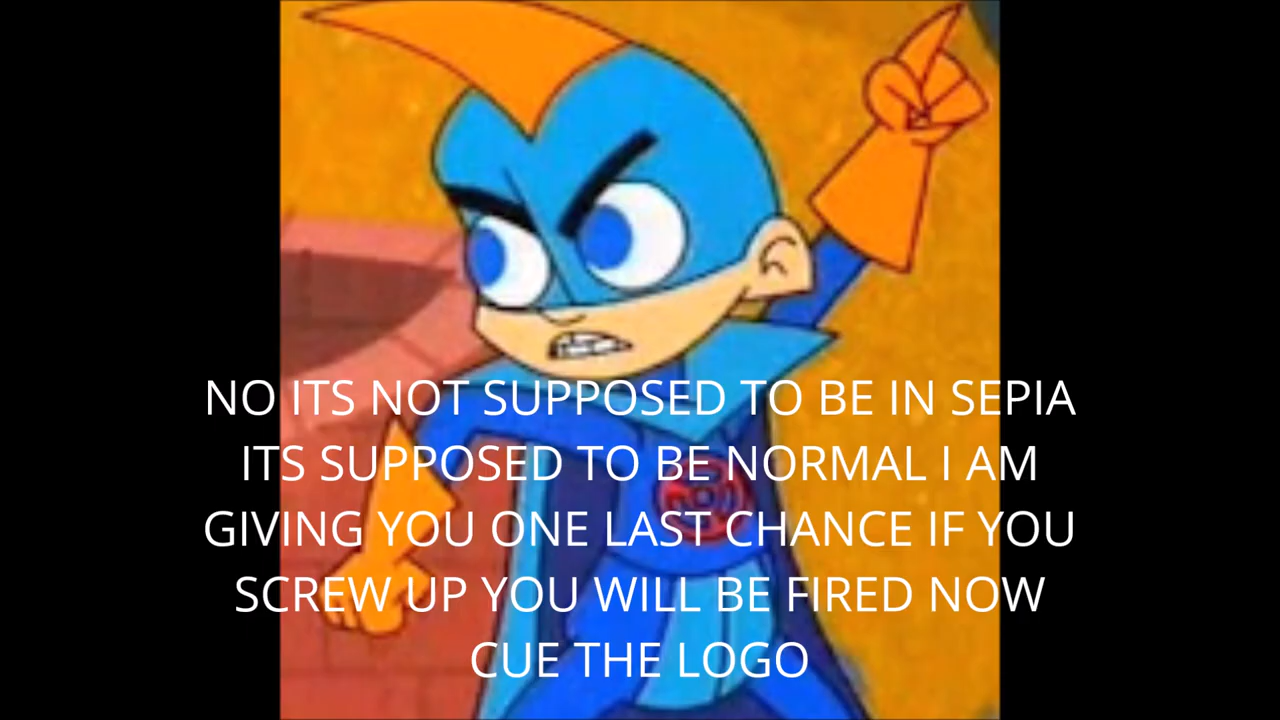 NO ITS NOT SUPPOSED TO BE IN SEPIA
ITS SUPPOSED TO BE NORMAL I AM
GIVING YOU ONE LAST CHANCE IF YOU
SCREW UP YOU WILL BE FIRED NOW
CUE THE LOGO